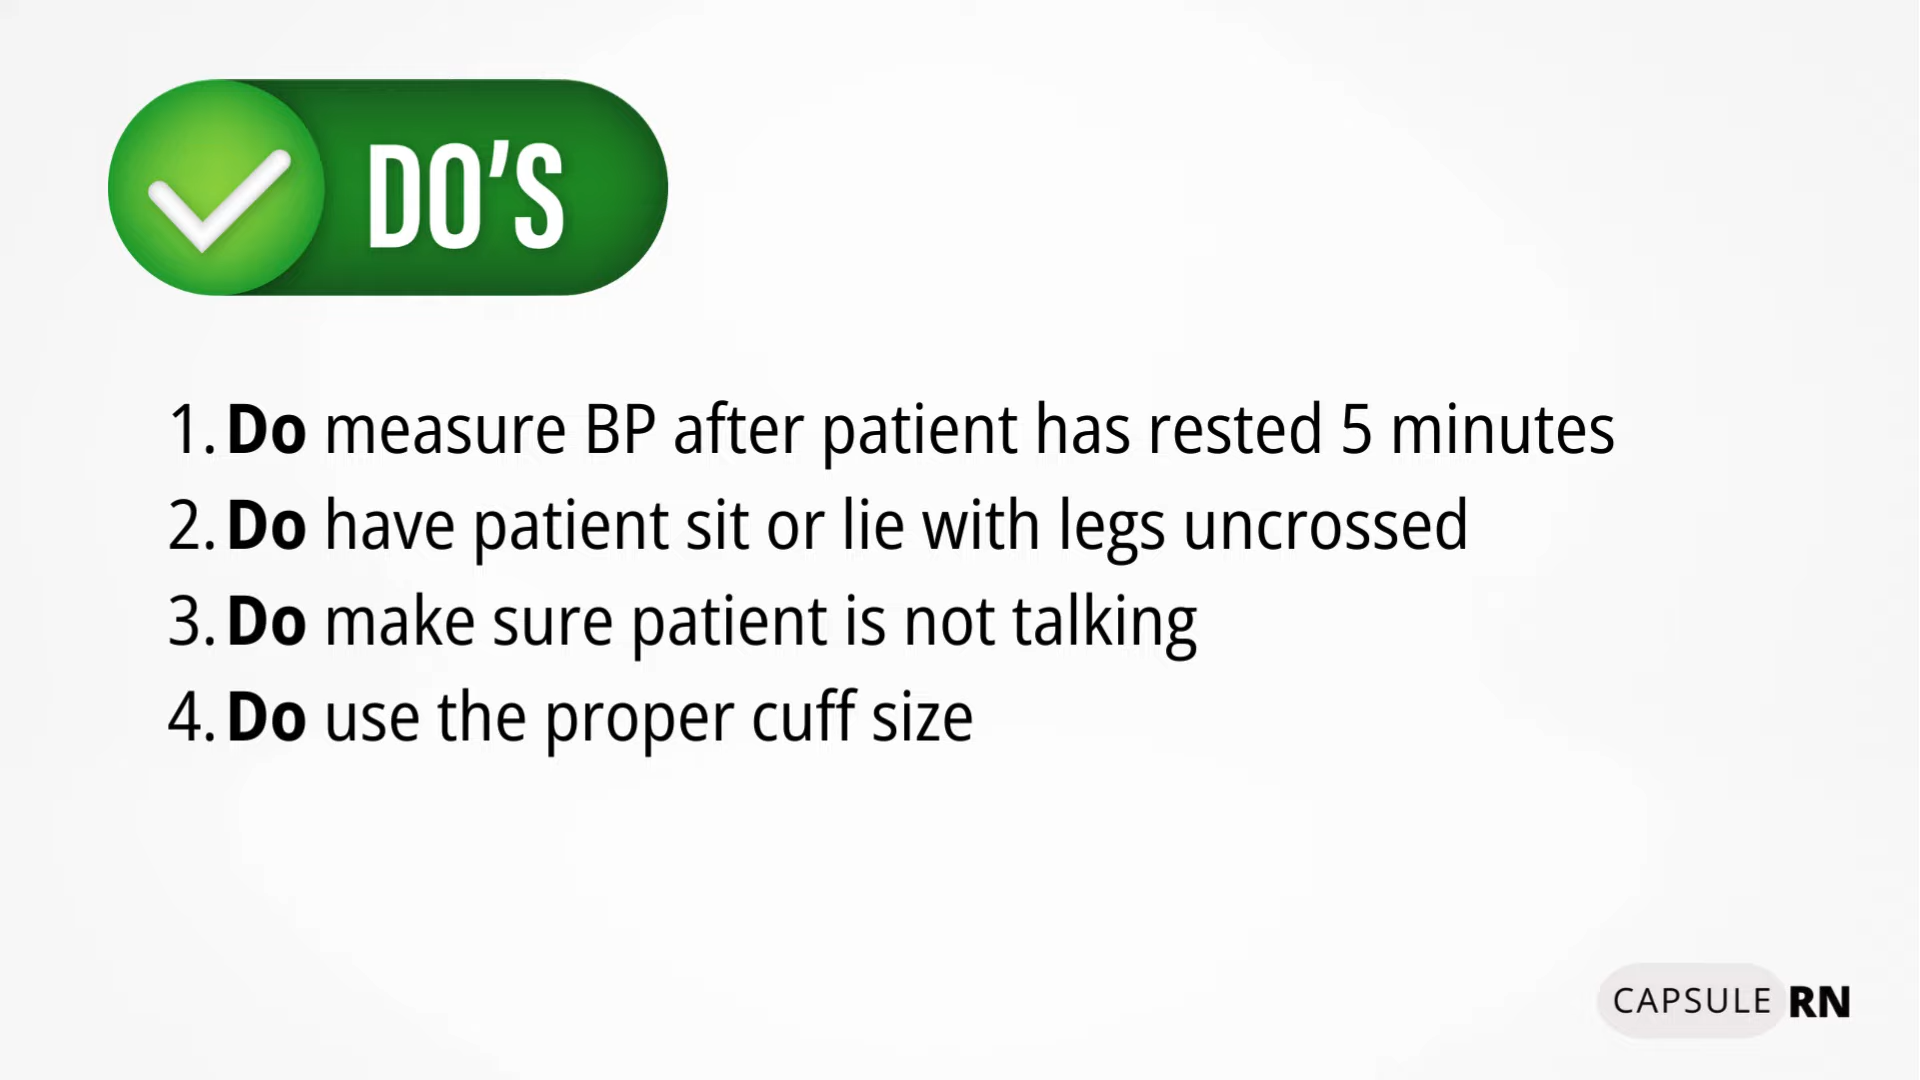 DO'S
1. Do measure BP after patient has rested 5 minutes
2. Do have patient sit or lie with legs uncrossed
3. Do make sure patient is not talking
4. Do use the proper cuff size
CAPSULE RN